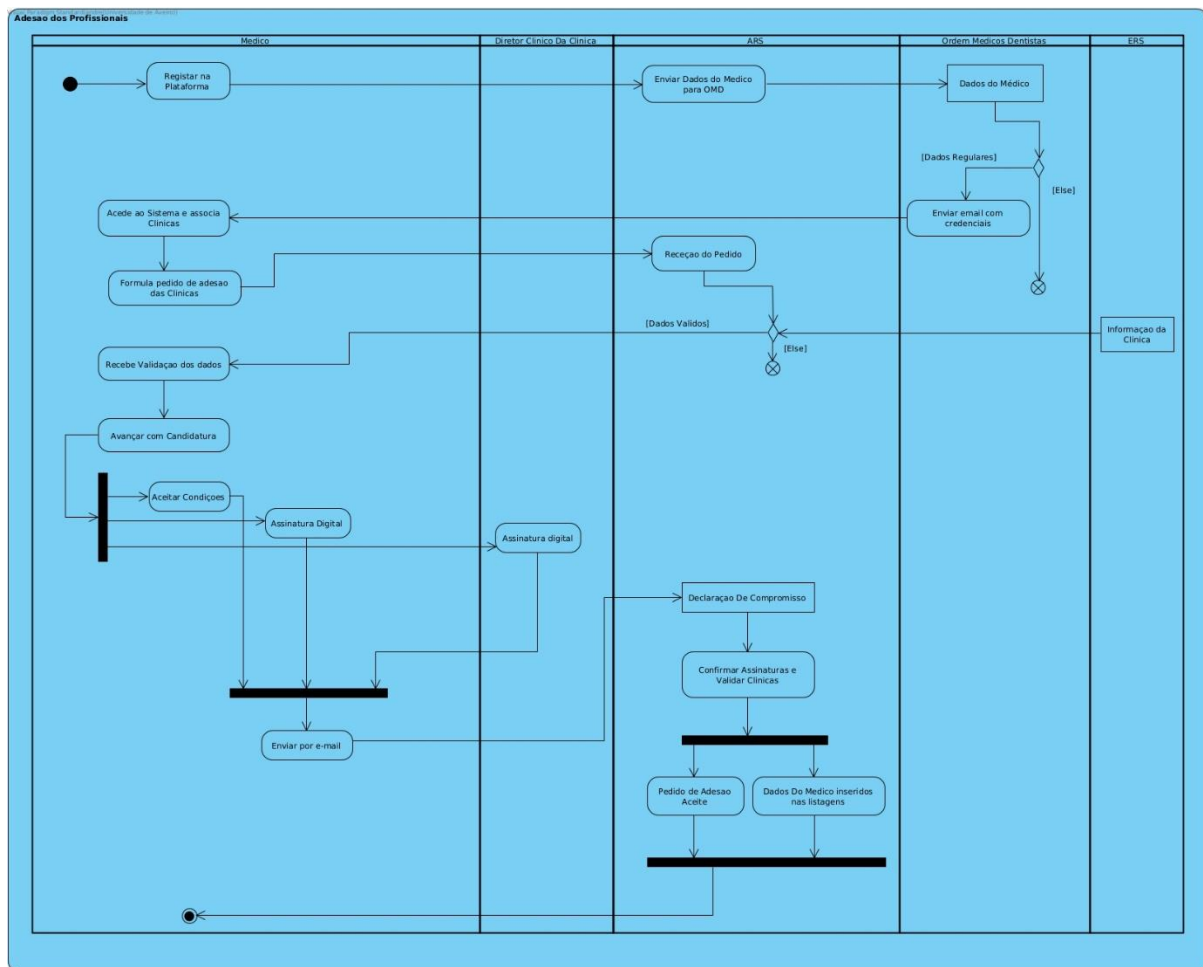 Adesao dos Profissionais
Medico
Diretor Clinico Da Clinica
ARS
Ordem Medicos Dentistas
ERS
Registar na
Plataforma
Enviar Dados do Medico
para OMD
Dados do Médico
[Dados Regulares]
[Else]
Acede ao Sistema e associa
Clinicas
Enviar email com
credenciais
Formula pedido de adesao
das Clinicas
Receçao do Pedido
[Dados Validos]
[Else]
Informaçao da
Clinica
Recebe Validaçao dos dados
Avançar com Candidatura
Aceitar Condiçoes
Assinatura Digital
Assinatura digital
Declaraçao De Compromisso
Confirmar Assinaturas e
Validar Clinicas
Enviar por e-mail
Pedido de Adesao
Aceite
Dados Do Medico inseridos
nas listagens